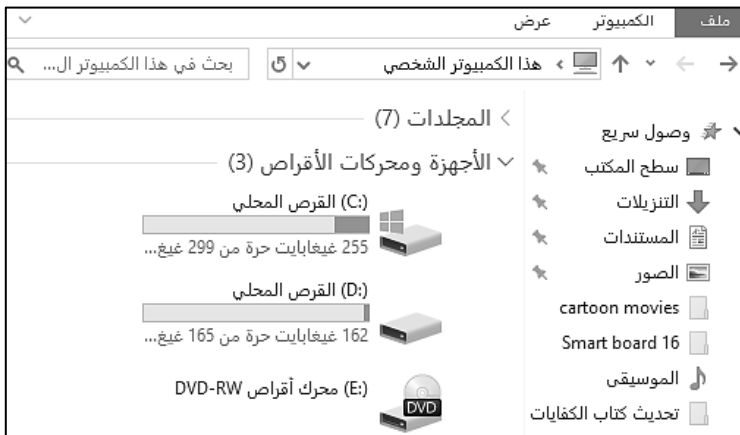 ملف الكمبيوتر عرض
هذا الكمبيوتر الشخصي
بحث في هذا الكمبيوتر ال...
وصول سريع
سطح المكتب
التنزيلات
المستندات
الصور
cartoon movies
Smart board 16
الموسيقى
تحديث كتاب الكفايات
المجلدات (7)
الأجهزة ومحركات الأقراص (3)
القرص المحلي (C:)
255 غيغابايت حرة من 299 غيغ...
القرص المحلي (D:)
162 غيغابايت حرة من 165 غيغ...
محرك أقراص DVD-RW (E:)
DVD